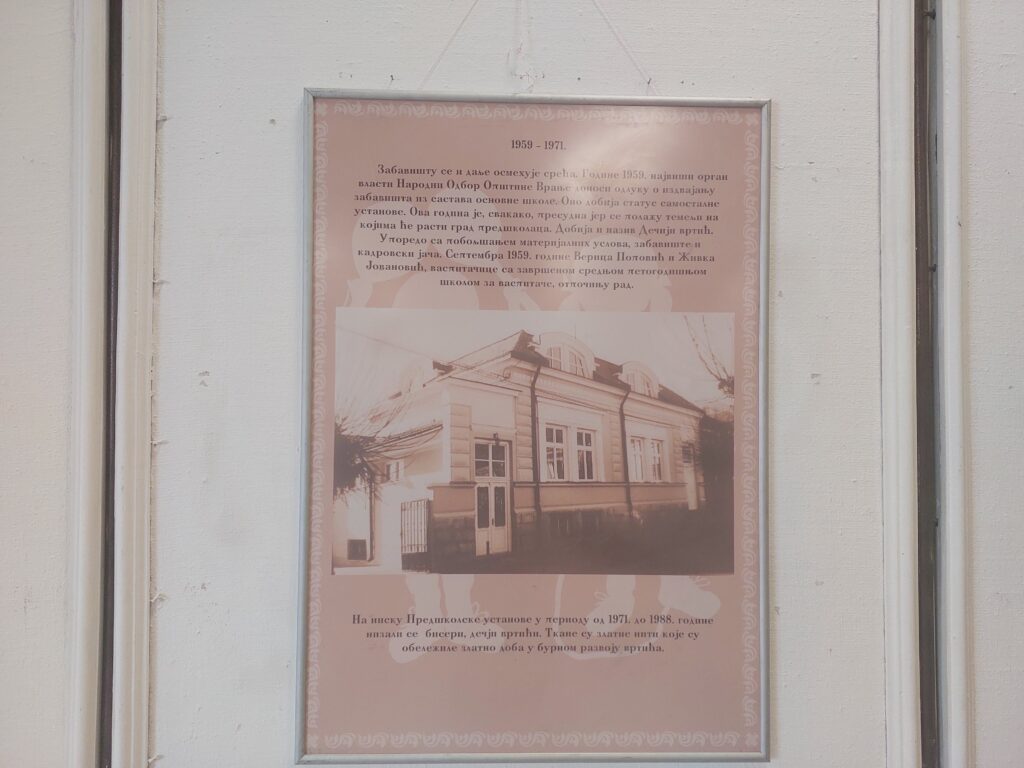 1959 - 1971.
Забавишту се и даље осмехује срећа. Године 1959. највиши орган
власти Народни Одбор Општине Врање доноси одлуку о издвајању
забавишта из састава основне школе. Оно добија статус самосталне
установе. Ова година је, свакако, пресудна јер се полажу темељи на
којима ће расти град предшколаца. Добија и назив Дечији вртић.
Упоредо са побољшањем материјалних услова, забавиште и
кадровски јача. Септембра 1959. године Верица Поповић и Живка
Јовановић, васпитачице са завршеном средњом петогодишњом
школом за васпитаче, отпочињу рад.
На ниску Предшколске установе у периоду од 1971. до 1988. године
низали се бисери, дечји вртићи. Ткане су златне нити које су
обележиле златно доба у бурном развоју вртића.